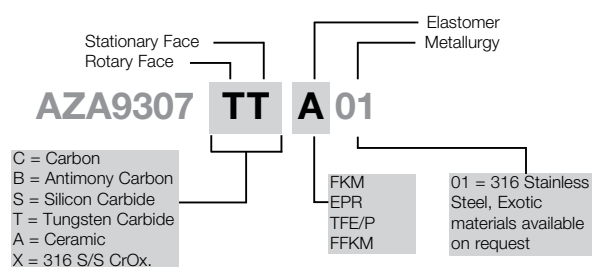 Elastomer
Stationary Face
Metallurgy
Rotary Face
AZA9307 TT A 01
C = Carbon
B = Antimony Carbon
S = Silicon Carbide
T = Tungsten Carbide
A = Ceramic
X = 316 S/S CrOx.
FKM
EPR
TFE/P
FFKM
01 = 316 Stainless
Steel, Exotic
materials available
on request